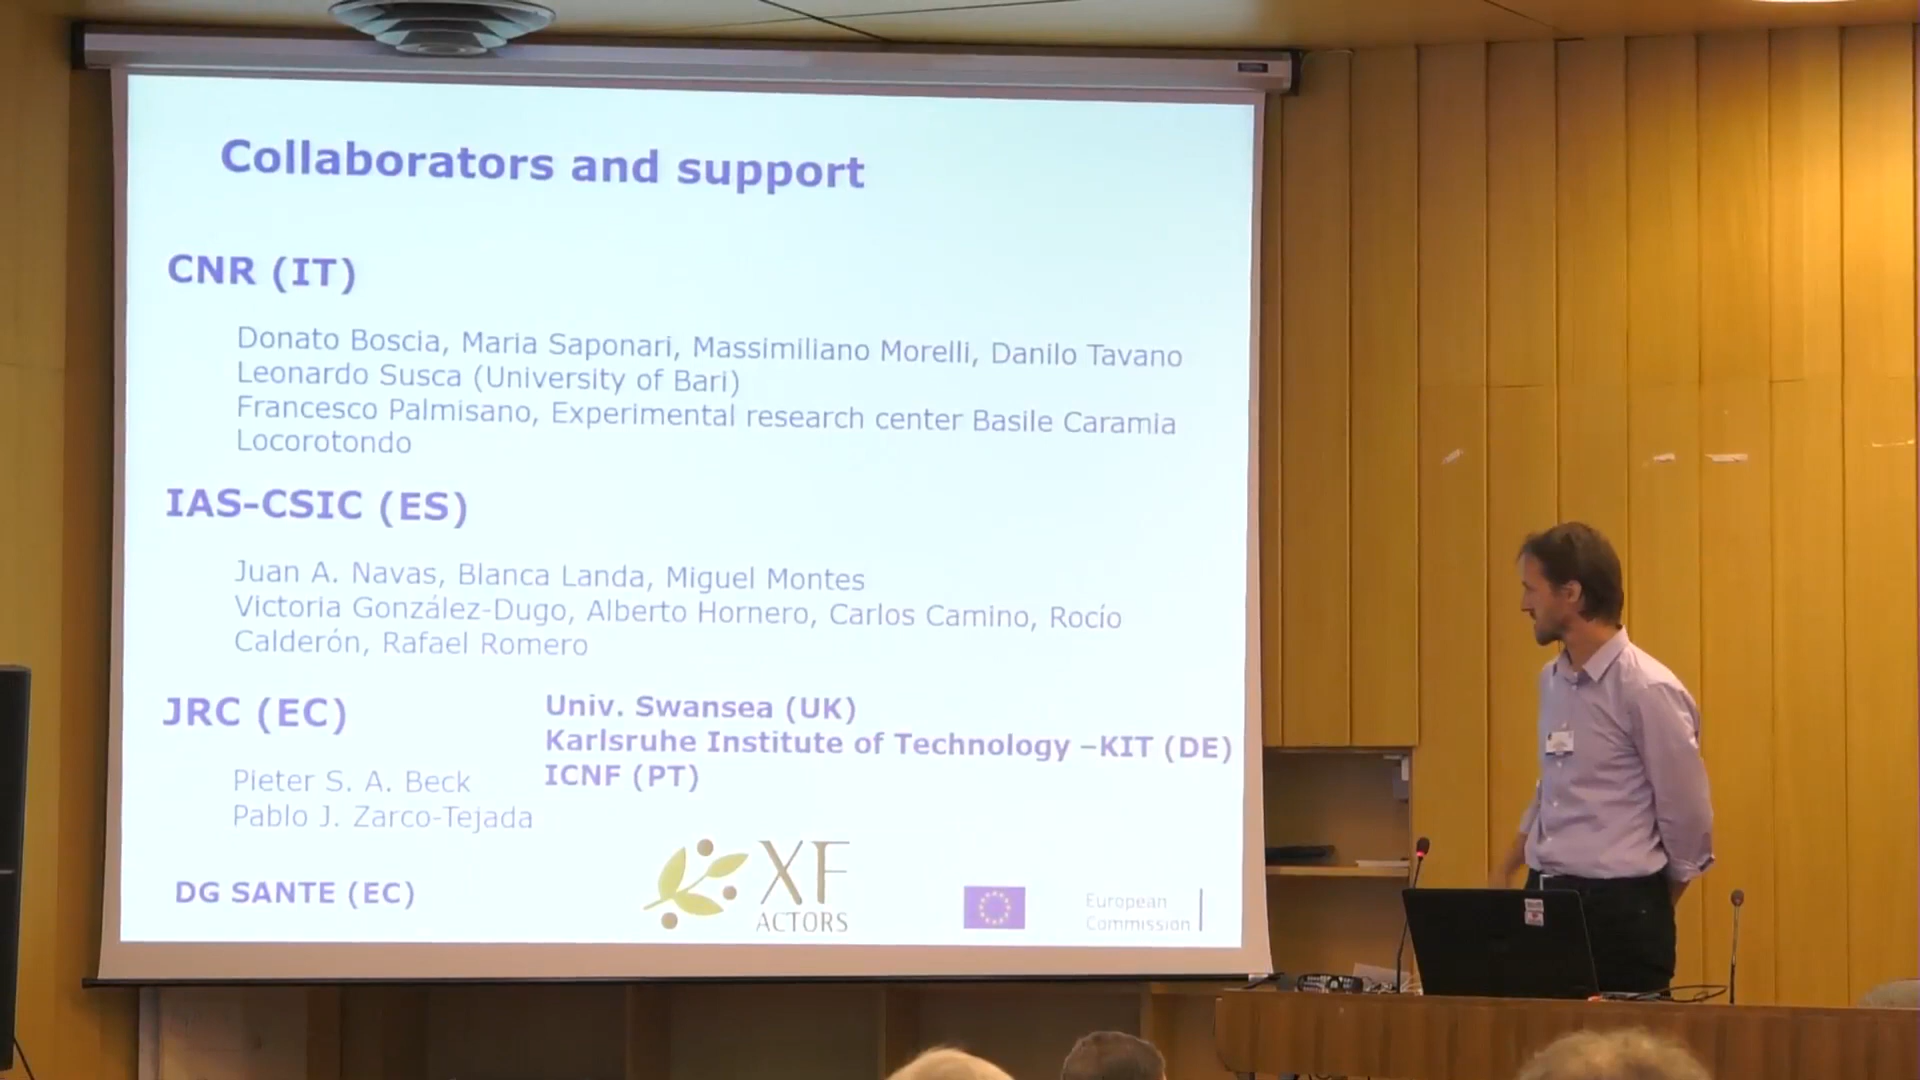 Collaborators and support
CNR (IT)
Donato Boscia, Maria Saponari, Massimiliano Morelli, Danilo Tavano
Leonardo Susca (University of Bari)
Francesco Palmisano, Experimental research center Basile Caramia
Locorotondo
IAS-CSIC (ES)
Juan A. Navas, Blanca Landa, Miguel Montes
Victoria González-Dugo, Alberto Hornero, Carlos Camino, Rocío
Calderón, Rafael Romero
JRC (EC)
Pieter S. A. Beck
Pablo J. Zarco-Tejada
Univ. Swansea (UK)
Karlsruhe Institute of Technology –KIT (DE)
ICNF (PT)
DG SANTE (EC)
XF
ACTORS
European
Commission